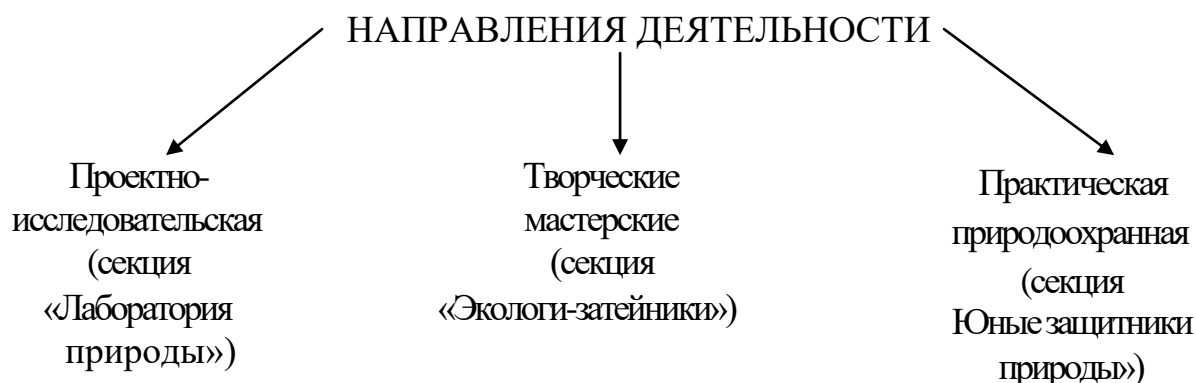 НАПРАВЛЕНИЯ ДЕЯТЕЛЬНОСТИ
Проектно-
исследовательская
(секция
«Лаборатория
природы»)
Творческие
мастерские
(секция
«Экологи-затейники»)
Практическая
природоохранная
(секция
Юные защитники
природы»)